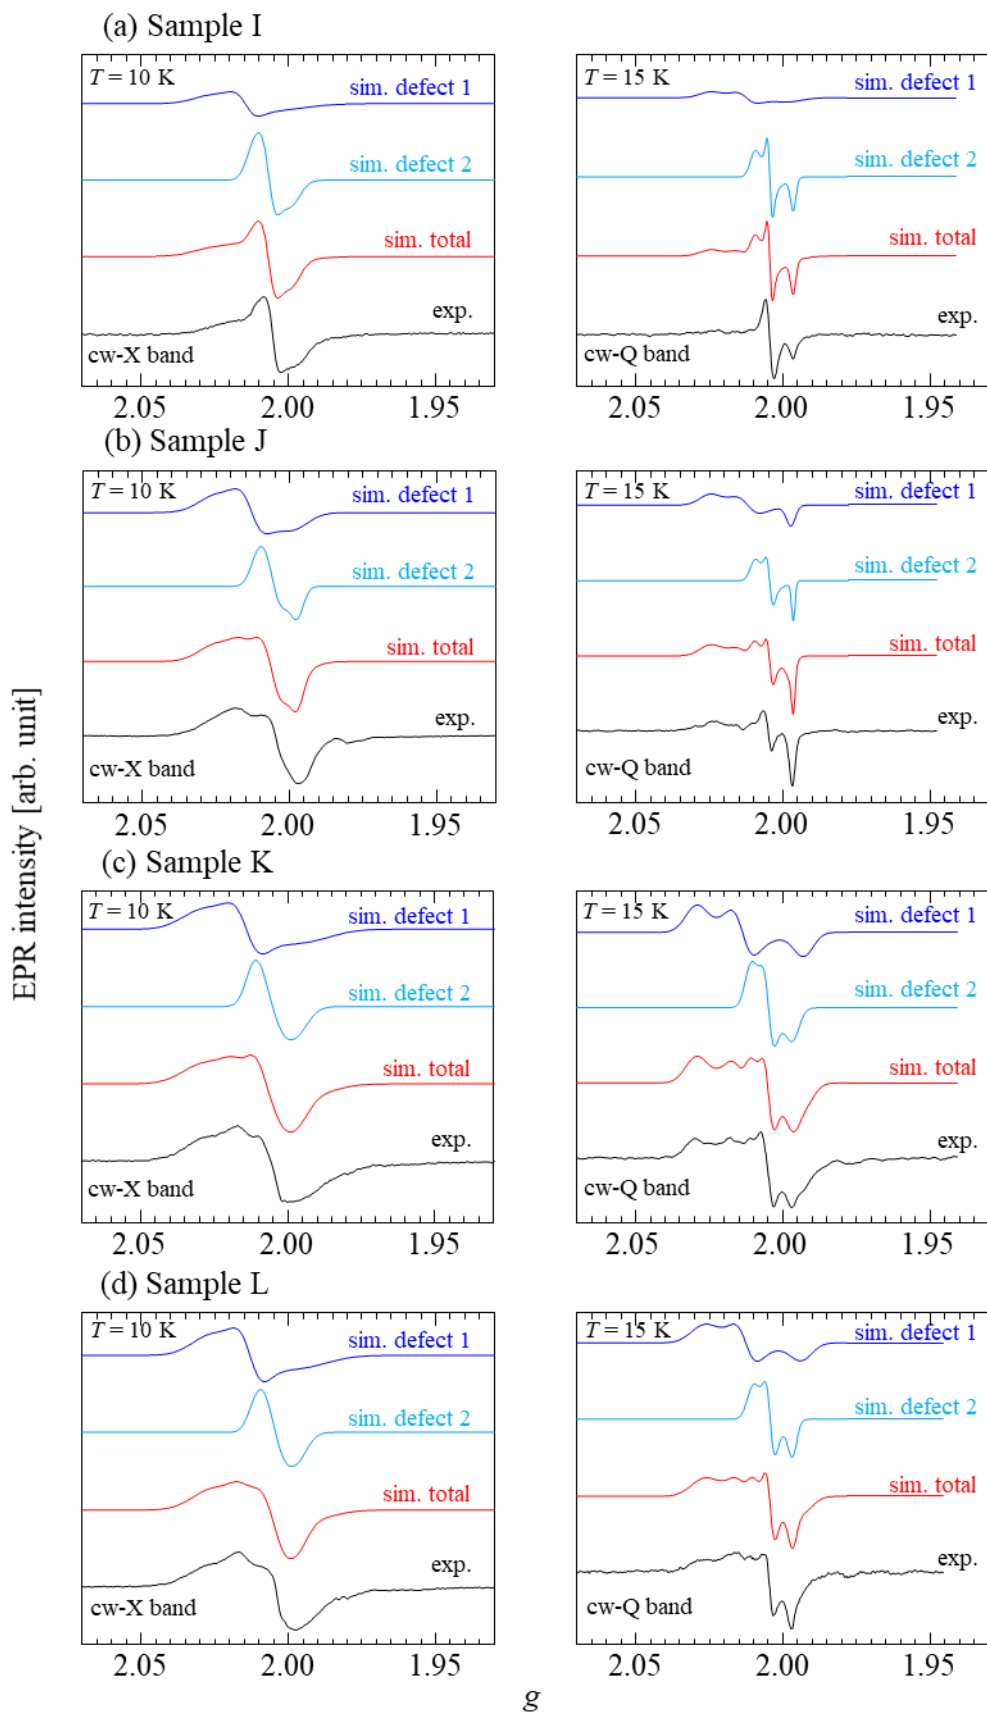 (a) Sample I
T = 10 K
sim. defect 1
sim. defect 2
sim. total
exp.
cw-X band
2.05 2.00 1.95
T = 15 K
sim. defect 1
sim. defect 2
sim. total
exp.
cw-Q band
2.05 2.00 1.95
(b) Sample J
T = 10 K
sim. defect 1
sim. defect 2
sim. total
exp.
cw-X band
2.05 2.00 1.95
T = 15 K
sim. defect 1
sim. defect 2
sim. total
exp.
cw-Q band
2.05 2.00 1.95
(c) Sample K
T = 10 K
sim. defect 1
sim. defect 2
sim. total
exp.
cw-X band
2.05 2.00 1.95
T = 15 K
sim. defect 1
sim. defect 2
sim. total
exp.
cw-Q band
2.05 2.00 1.95
(d) Sample L
T = 10 K
sim. defect 1
sim. defect 2
sim. total
exp.
cw-X band
2.05 2.00 1.95
T = 15 K
sim. defect 1
sim. defect 2
sim. total
exp.
cw-Q band
2.05 2.00 1.95
EPR intensity [arb. unit]
g